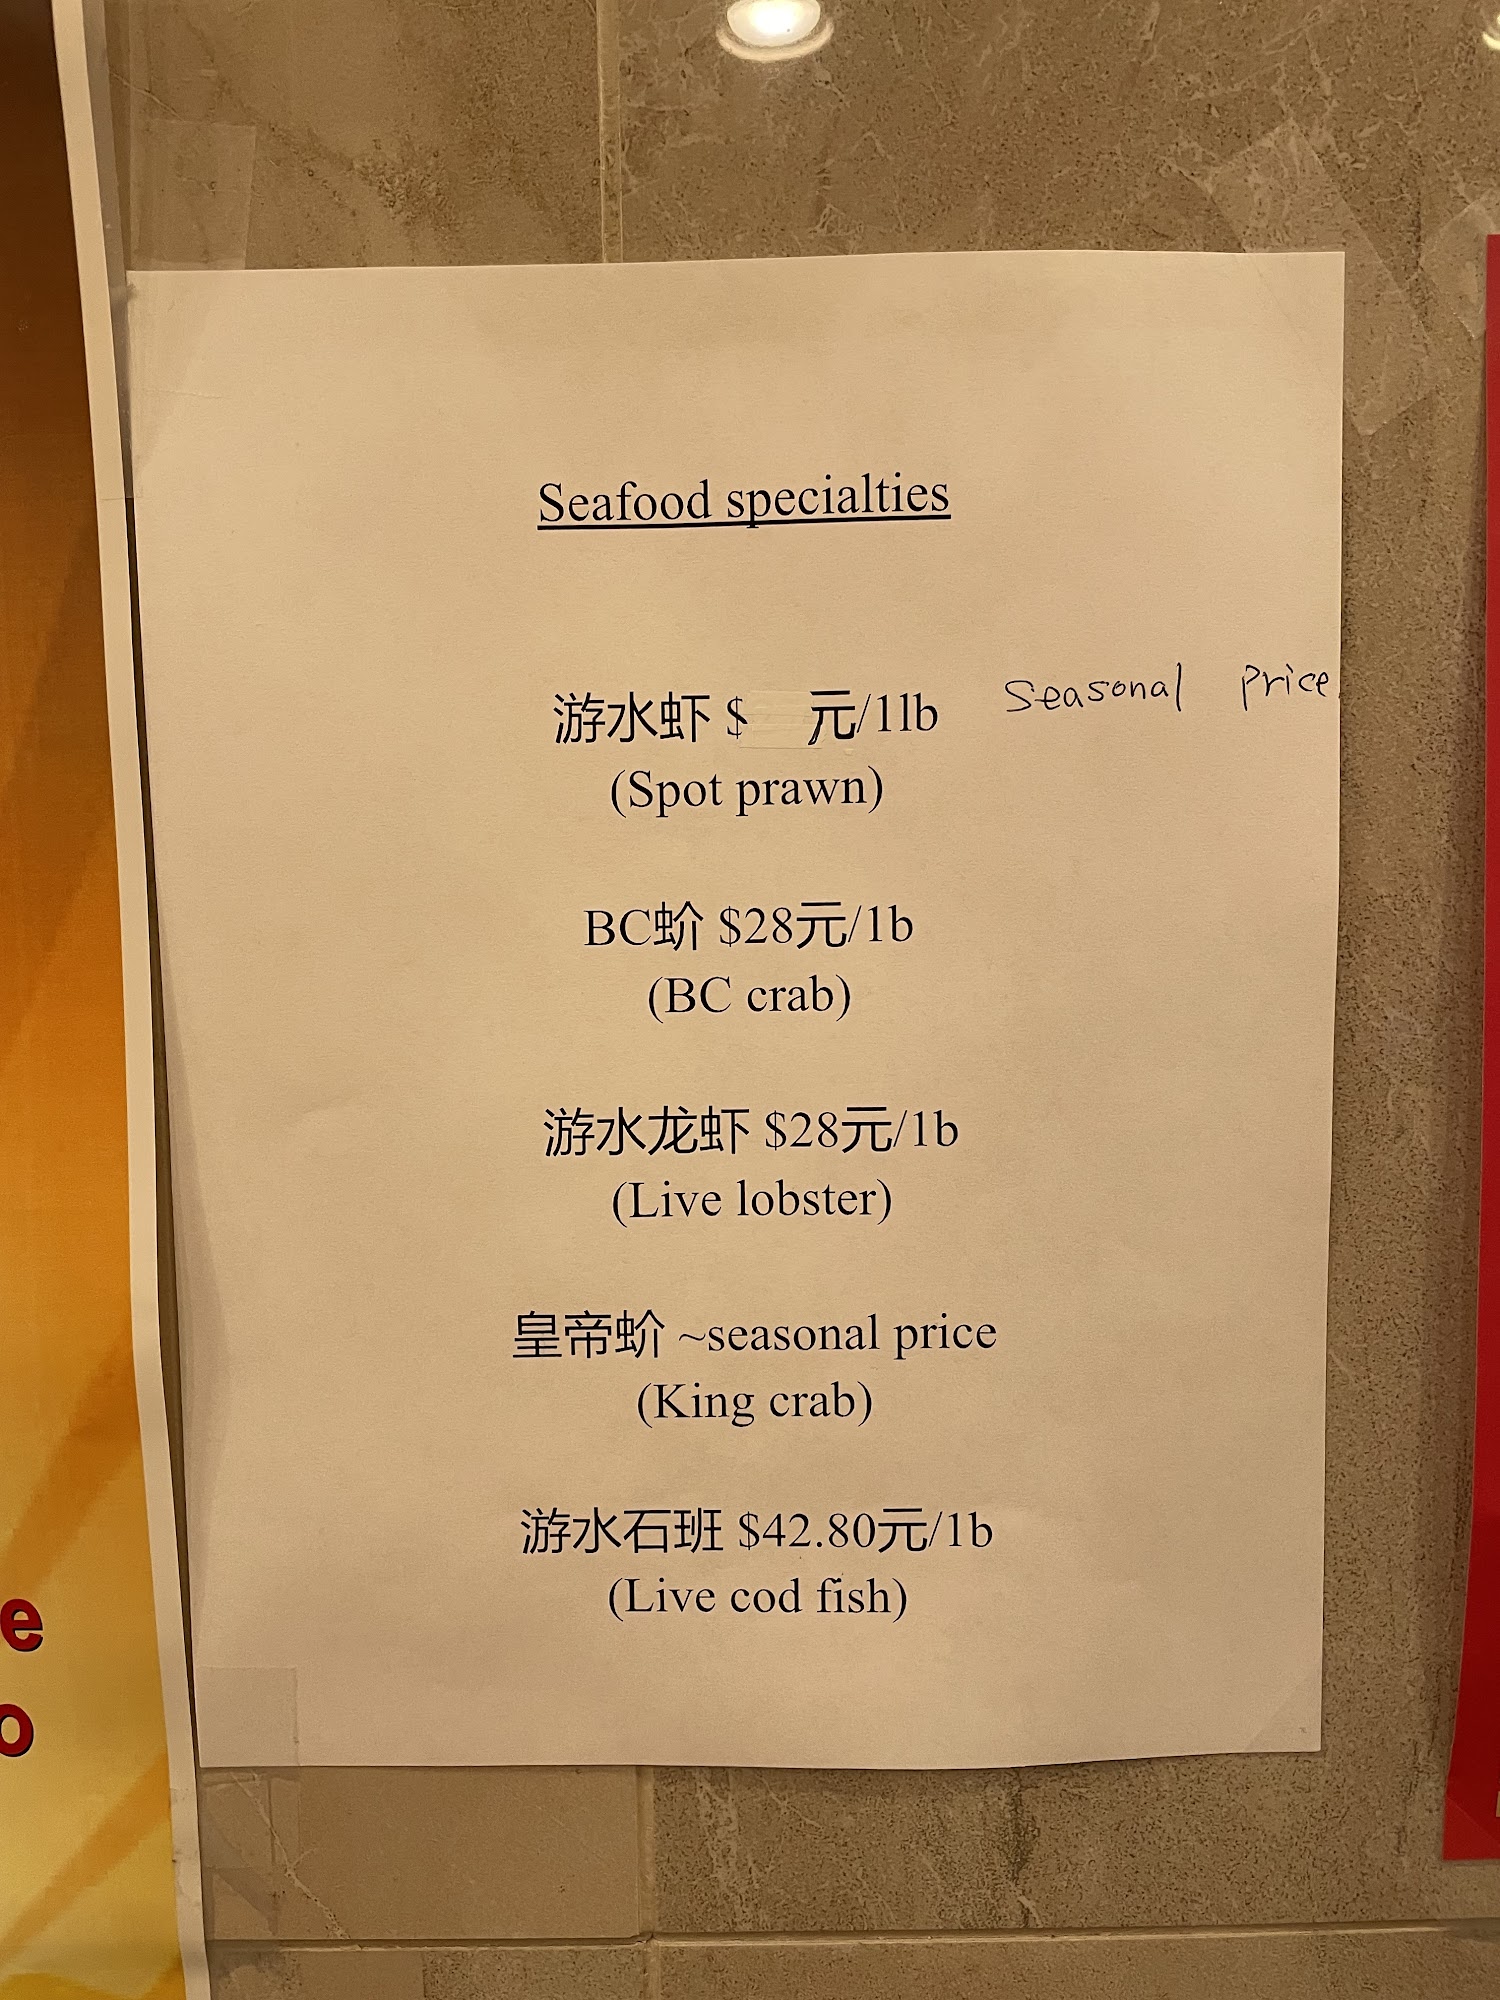 Seafood specialties
游水虾 $ 元/1lb seasonal price
(Spot prawn)
BC蚧 $28元/1b
(BC crab)
游水龙虾 $28元/1b
(Live lobster)
皇帝蚧 ~seasonal price
(King crab)
游水石班 $42.80元/1b
(Live cod fish)
e
o